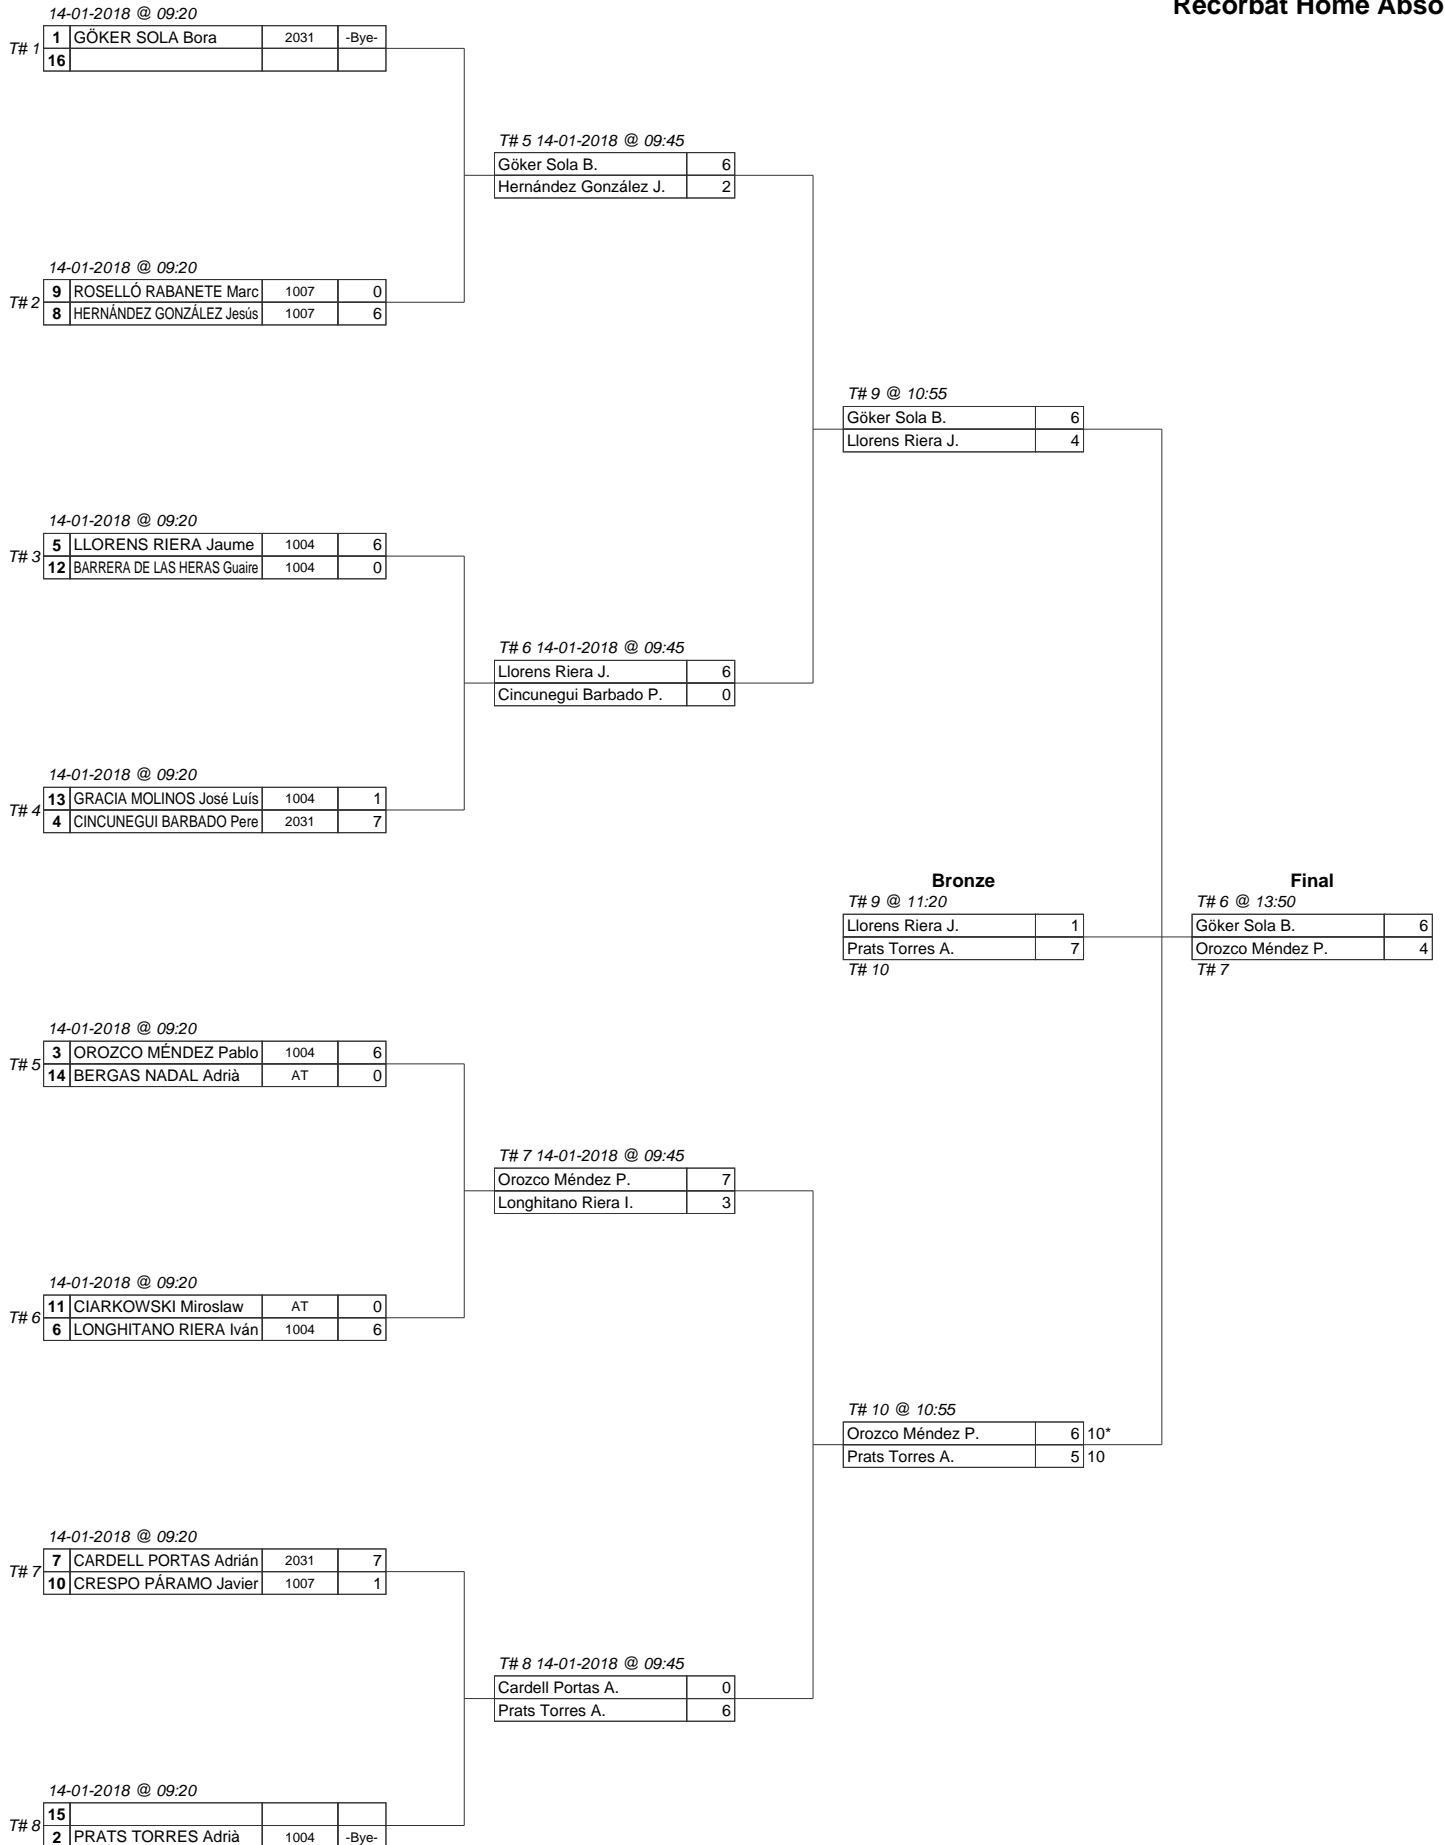 Recorbat Home Abso
14-01-2018 @ 09:20
T# 1
1 GÖKER SOLA Bora 2031 -Bye-
16
T# 5 14-01-2018 @ 09:45
Göker Sola B. 6
Hernández González J. 2
14-01-2018 @ 09:20
T# 2
9 ROSELLÓ RABANETE Marc 1007 0
8 HERNÁNDEZ GONZÁLEZ Jesús 1007 6
T# 9 @ 10:55
Göker Sola B. 6
Llorens Riera J. 4
14-01-2018 @ 09:20
T# 3
5 LLORENS RIERA Jaume 1004 6
12 BARRERA DE LAS HERAS Guaire 1004 0
T# 6 14-01-2018 @ 09:45
Llorens Riera J. 6
Cincunegui Barbado P. 0
14-01-2018 @ 09:20
T# 4
13 GRACIA MOLINOS José Luís 1004 1
4 CINCUNEGUI BARBADO Pere 2031 7
Bronze
T# 9 @ 11:20
Llorens Riera J. 1
Prats Torres A. 7
T# 10
Final
T# 6 @ 13:50
Göker Sola B. 6
Orozco Méndez P. 4
T# 7
14-01-2018 @ 09:20
T# 5
3 OROZCO MÉNDEZ Pablo 1004 6
14 BERGAS NADAL Adrià AT 0
T# 7 14-01-2018 @ 09:45
Orozco Méndez P. 7
Longhitano Riera I. 3
14-01-2018 @ 09:20
T# 6
11 CIARKOWSKI Miroslaw AT 0
6 LONGHITANO RIERA Iván 1004 6
T# 10 @ 10:55
Orozco Méndez P. 6 10*
Prats Torres A. 5 10
14-01-2018 @ 09:20
T# 7
7 CARDELL PORTAS Adrián 2031 7
10 CRESPO PÁRAMO Javier 1007 1
T# 8 14-01-2018 @ 09:45
Cardell Portas A. 0
Prats Torres A. 6
14-01-2018 @ 09:20
T# 8
15
2 PRATS TORRES Adrià 1004 -Bye-